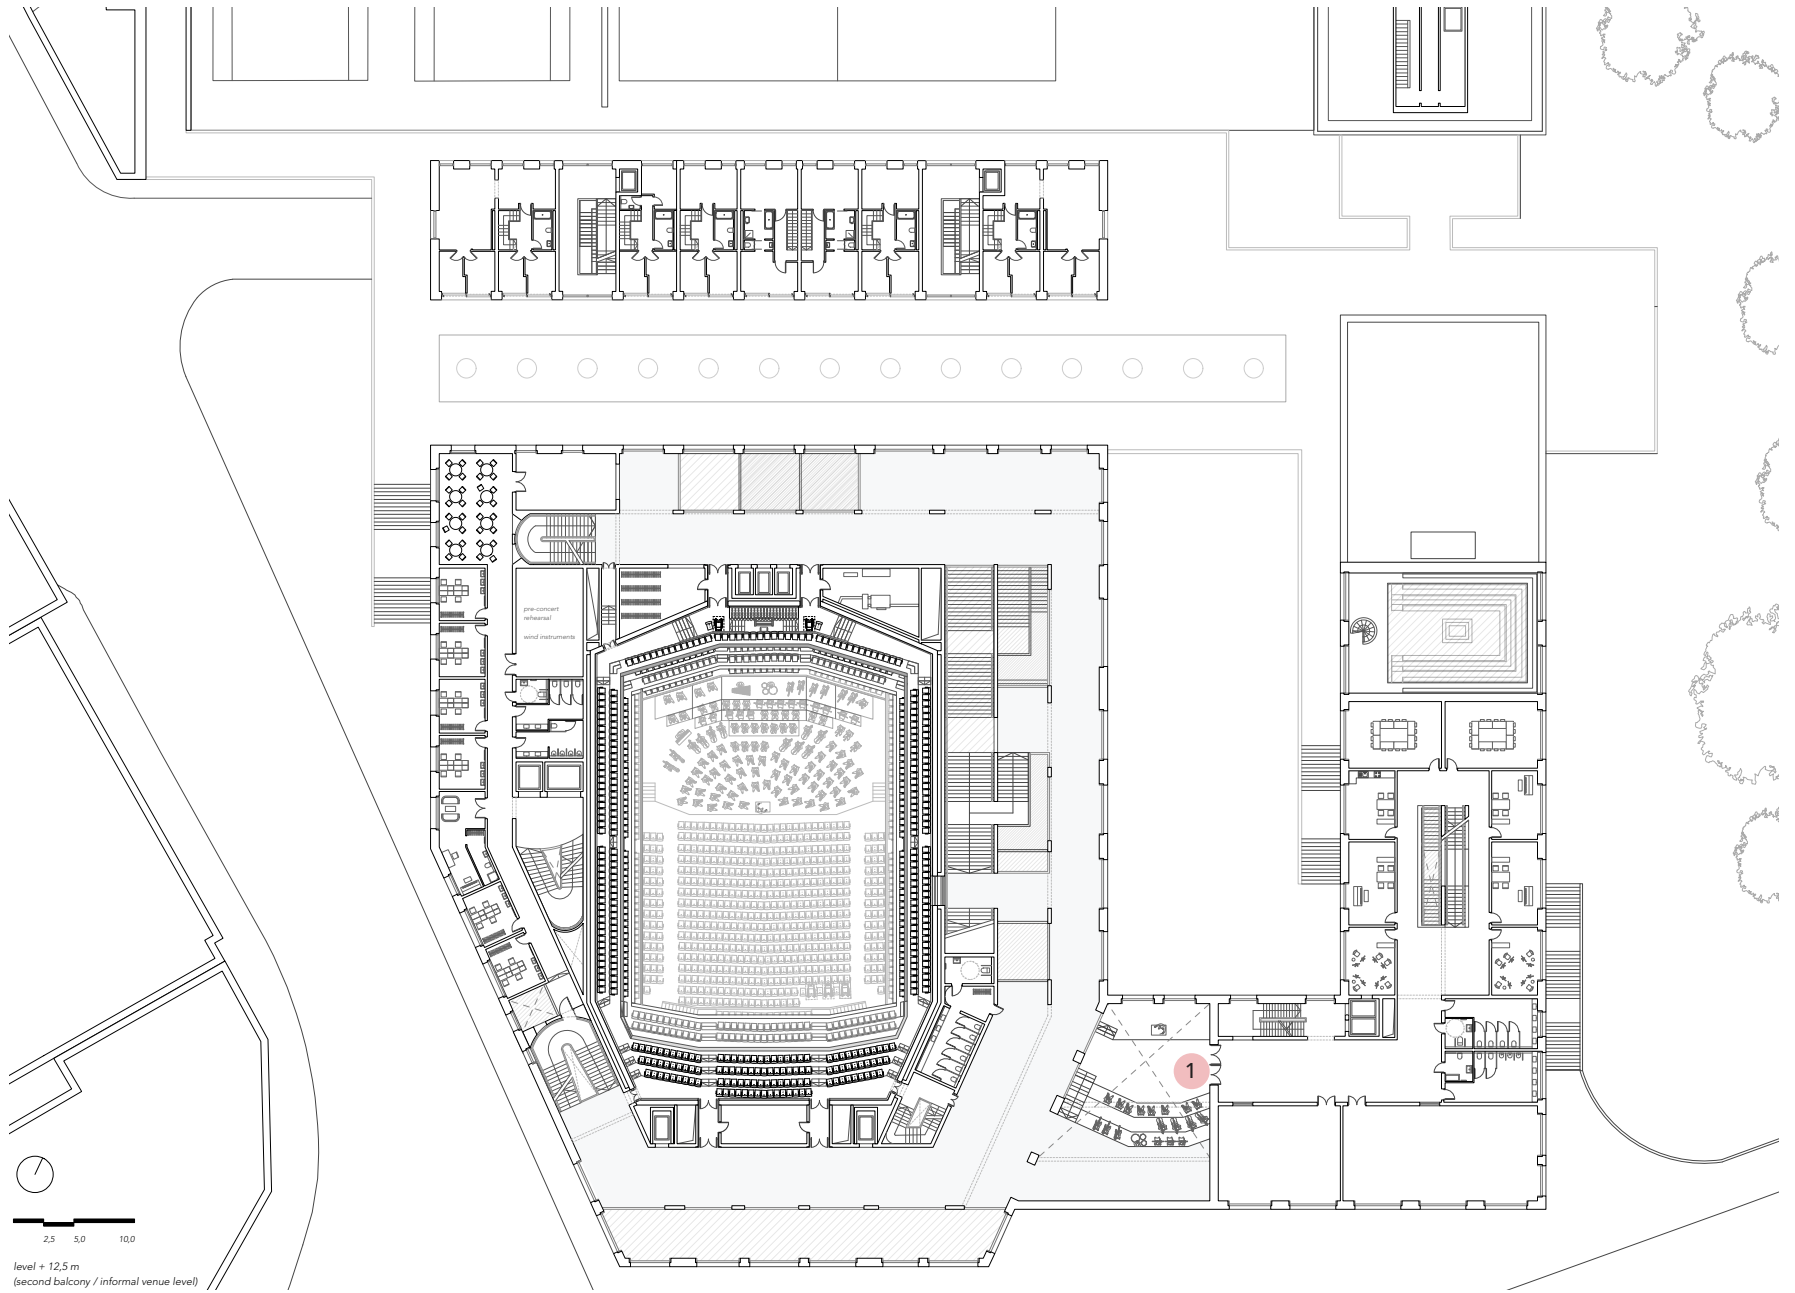 pre-concert
rehearsal
wind instruments
1
2,5 5,0 10,0
level + 12,5 m
(second balcony / informal venue level)